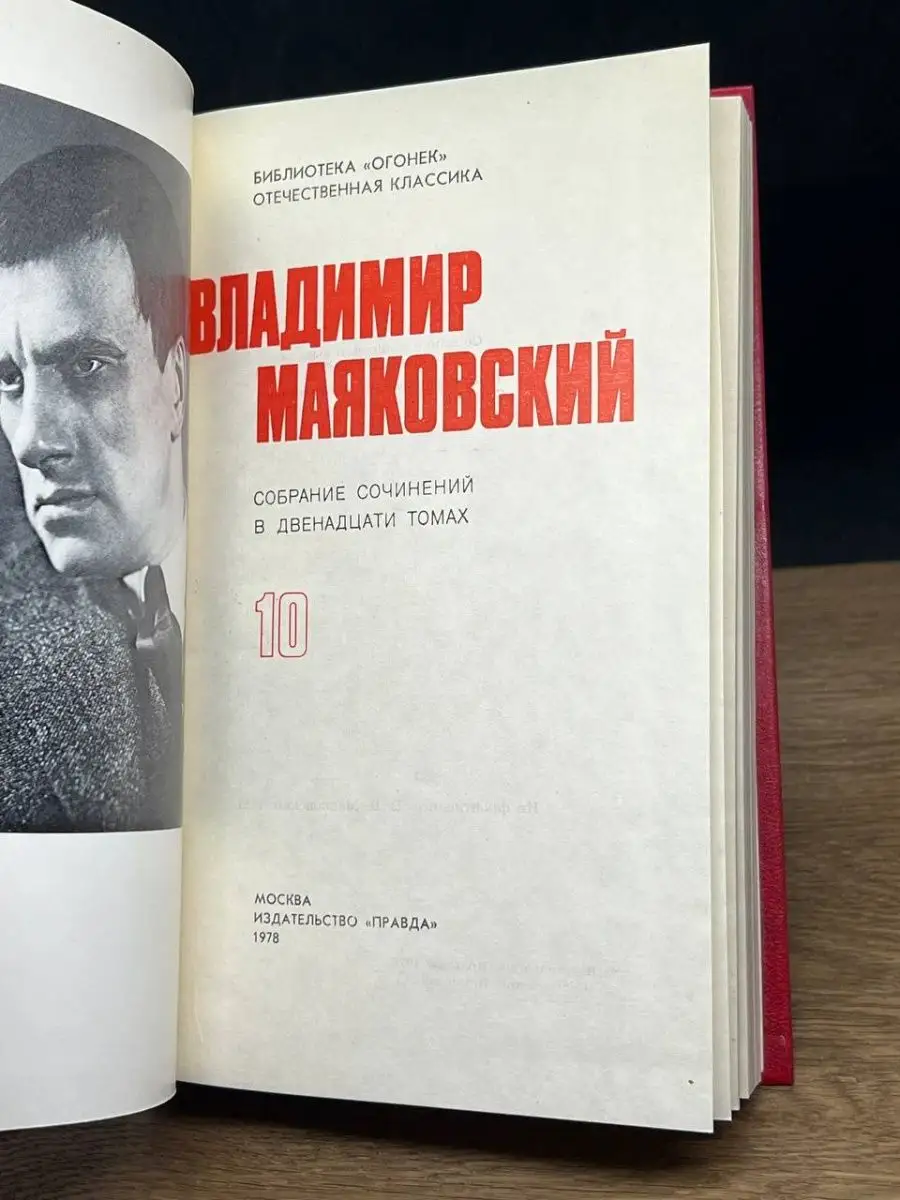 БИБЛИОТЕКА «ОГОНЕК»
ОТЕЧЕСТВЕННАЯ КЛАССИКА
ВЛАДИМИР
МАЯКОВСКИЙ
СОБРАНИЕ СОЧИНЕНИЙ
В ДВЕНАДЦАТИ ТОМАХ
10
МОСКВА
ИЗДАТЕЛЬСТВО «ПРАВДА»
1978